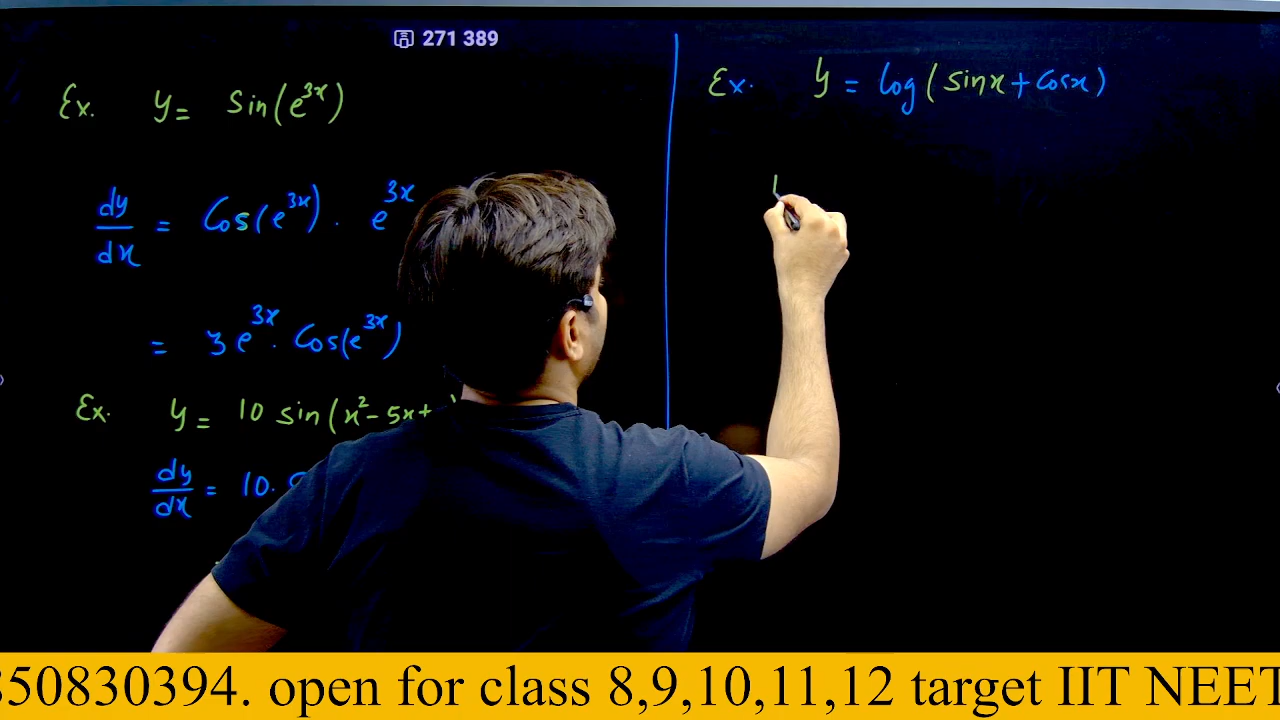 271 389
Ex. y = sin(e^3x)
dy/dx = Cos(e^3x) . e^3x
= 3e^3x . Cos(e^3x)
Ex. y = 10 sin(x²-5x+
dy/dx = 10.
Ex. y = log(sinx+cosx)
850830394. open for class 8,9,10,11,12 target IIT NEET